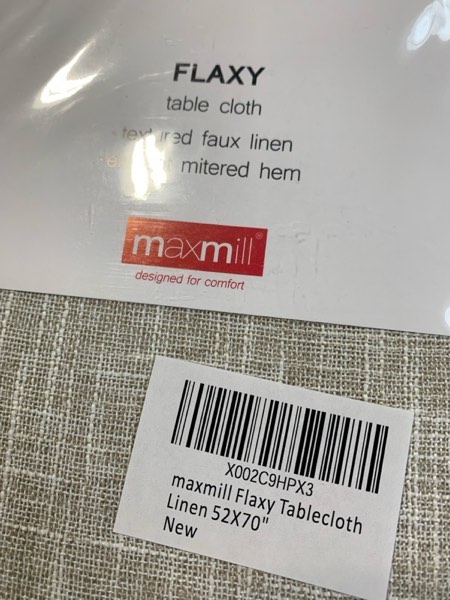 FLAXY
table cloth
textured faux linen
mitered hem
maxmill®
designed for comfort
X002C9HPX3
maxmill Flaxy Tablecloth
Linen 52X70"
New